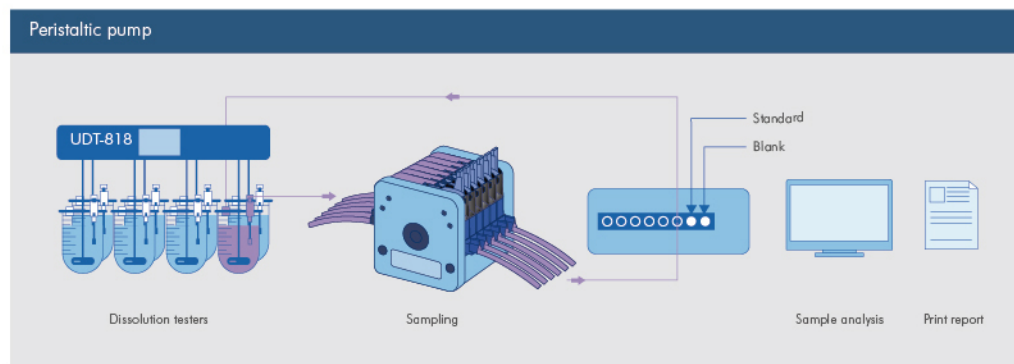 Peristaltic pump
UDT-818
Standard
Blank
Dissolution testers
Sampling
Sample analysis
Print report